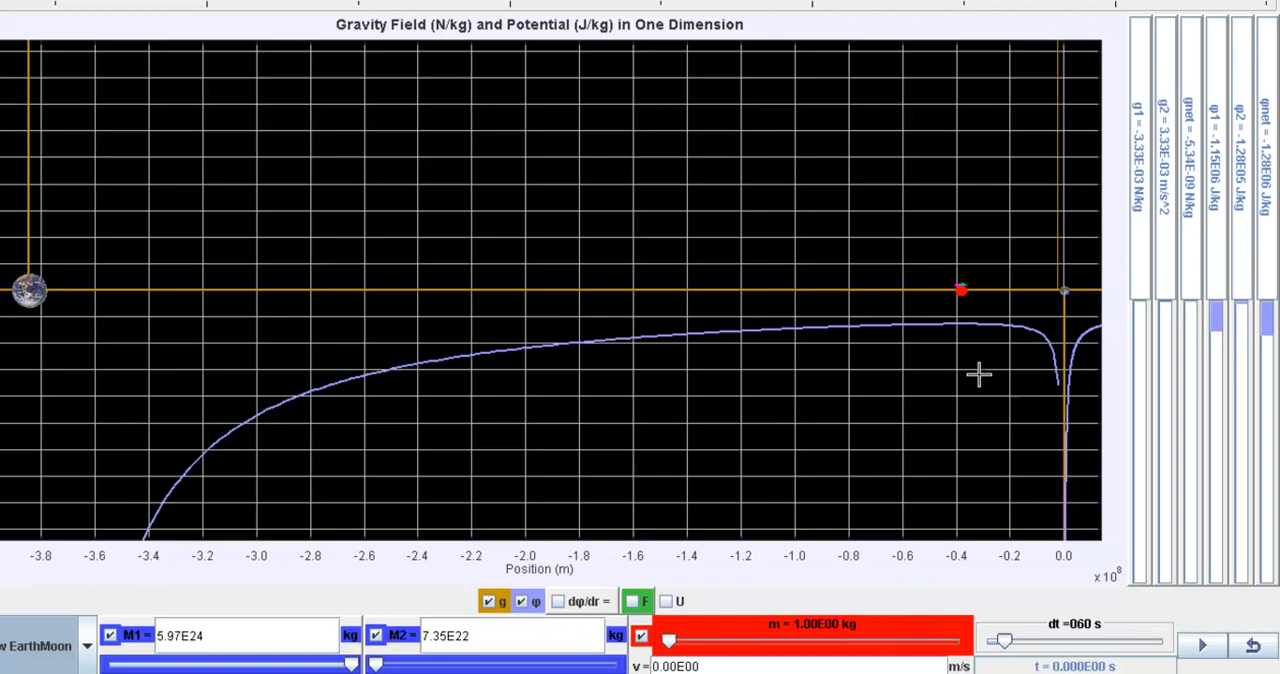 Gravity Field (N/kg) and Potential (J/kg) in One Dimension
g1 = -3.33E-03 N/kg
g2 = 3.33E-03 m/s^2
gnet = -5.34E-09 N/kg
φ1 = -1.15E06 J/kg
φ2 = -1.28E05 J/kg
φnet = -1.28E06 J/kg
-3.8 -3.6 -3.4 -3.2 -3.0 -2.8 -2.6 -2.4 -2.2 -2.0 -1.8 -1.6 -1.4 -1.2 -1.0 -0.8 -0.6 -0.4 -0.2 0.0
Position (m)
x 10^8
g φ dφ/dr = F U
w EarthMoon M1 = 5.97E24 kg M2 = 7.35E22 kg m = 1.00E00 kg dt =060 s
v = 0.00E00 m/s t = 0.000E00 s